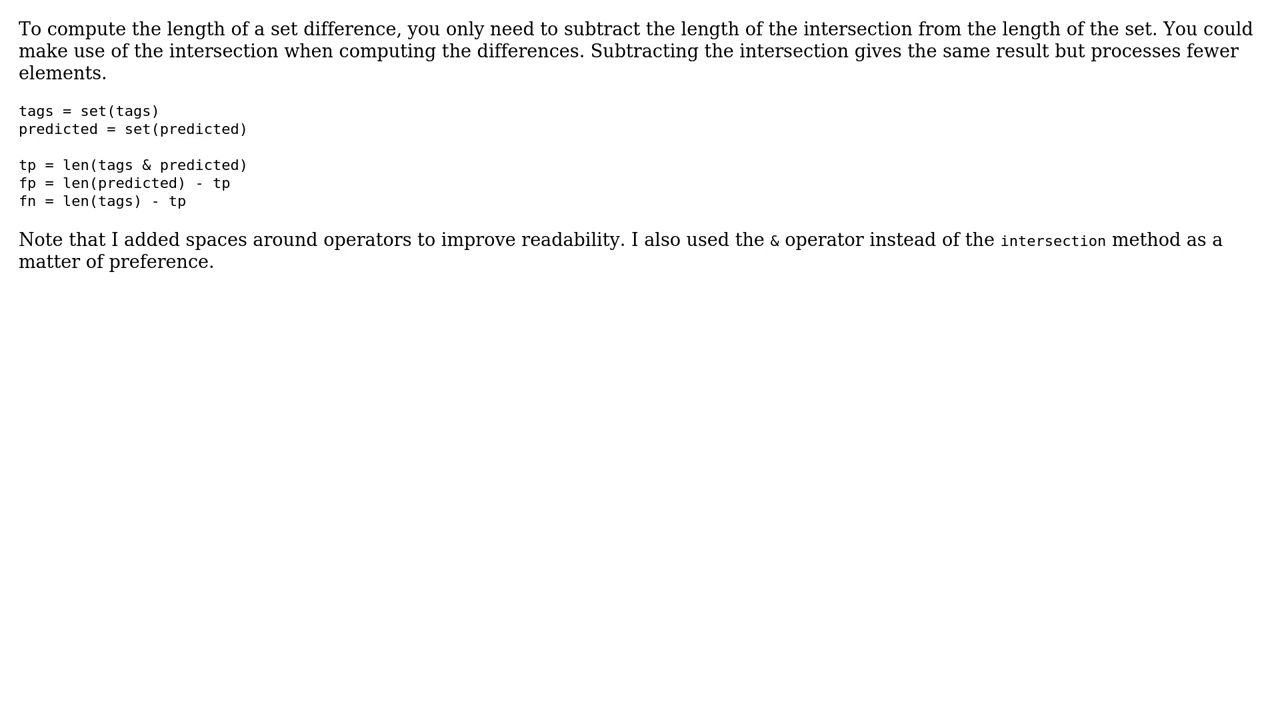 To compute the length of a set difference, you only need to subtract the length of the intersection from the length of the set. You could
make use of the intersection when computing the differences. Subtracting the intersection gives the same result but processes fewer
elements.
tags = set(tags)
predicted = set(predicted)
tp = len(tags & predicted)
fp = len(predicted) - tp
fn = len(tags) - tp
Note that I added spaces around operators to improve readability. I also used the & operator instead of the intersection method as a
matter of preference.